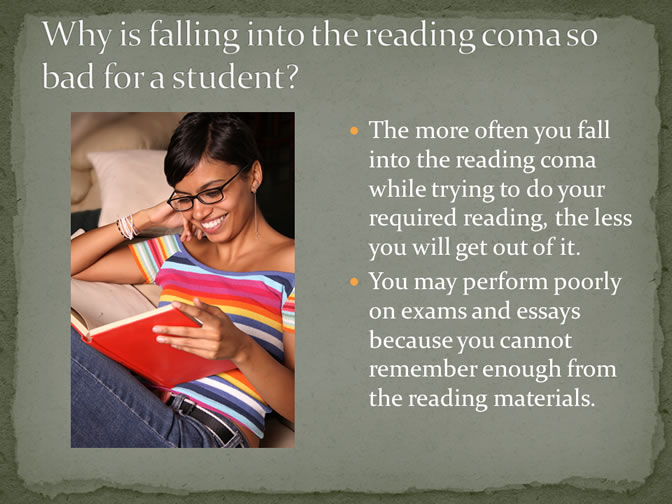 Why is falling into the reading coma so
bad for a student?
The more often you fall
into the reading coma
while trying to do your
required reading, the less
you will get out of it.
You may perform poorly
on exams and essays
because you cannot
remember enough from
the reading materials.